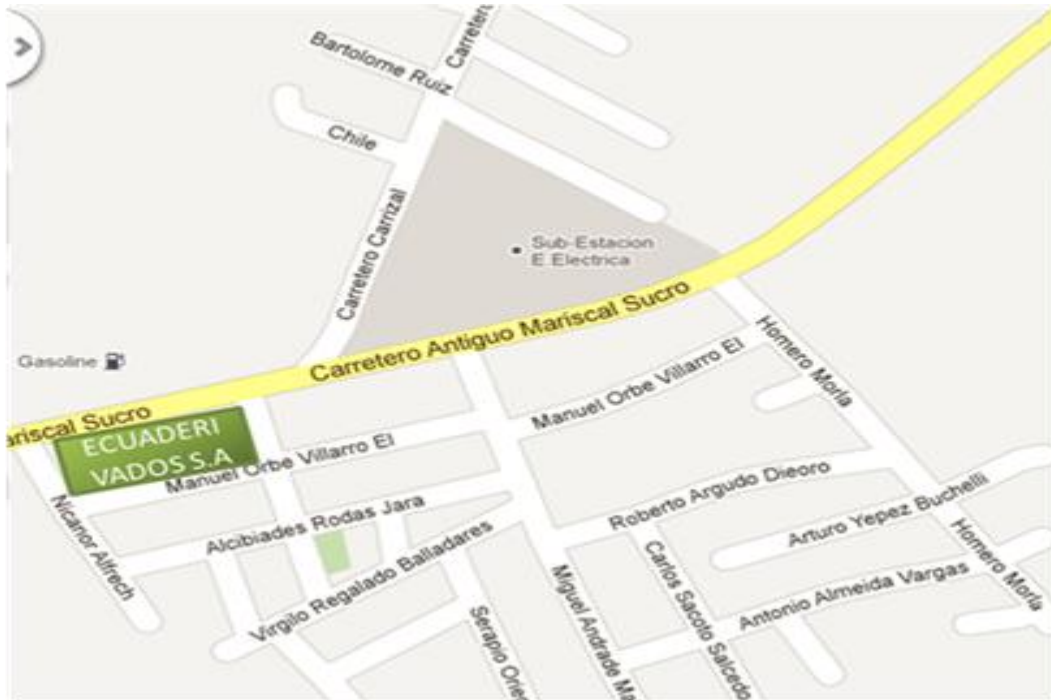 Carretero
Bartolome Ruiz
Chile
Carretero Carrizal
Sub-Estacion
E Electrica
Carretero Antiguo Mariscal Sucro
Gasoline
ariscal Sucro
ECUADERI
VADOS S.A
Manuel Orbe Villarro El
Manuel Orbe Villarro El
Homero Morla
Nicanor Alfrech
Alcibiades Rodas Jara
Roberto Argudo Dieoro
Arturo Yepez Buchelli
Virgilo Regalado Balladares
Carlos Sacoto Salcedo
Homero Morla
Antonio Almeida Vargas
Miguel Andrade Ma
Serapio Orie